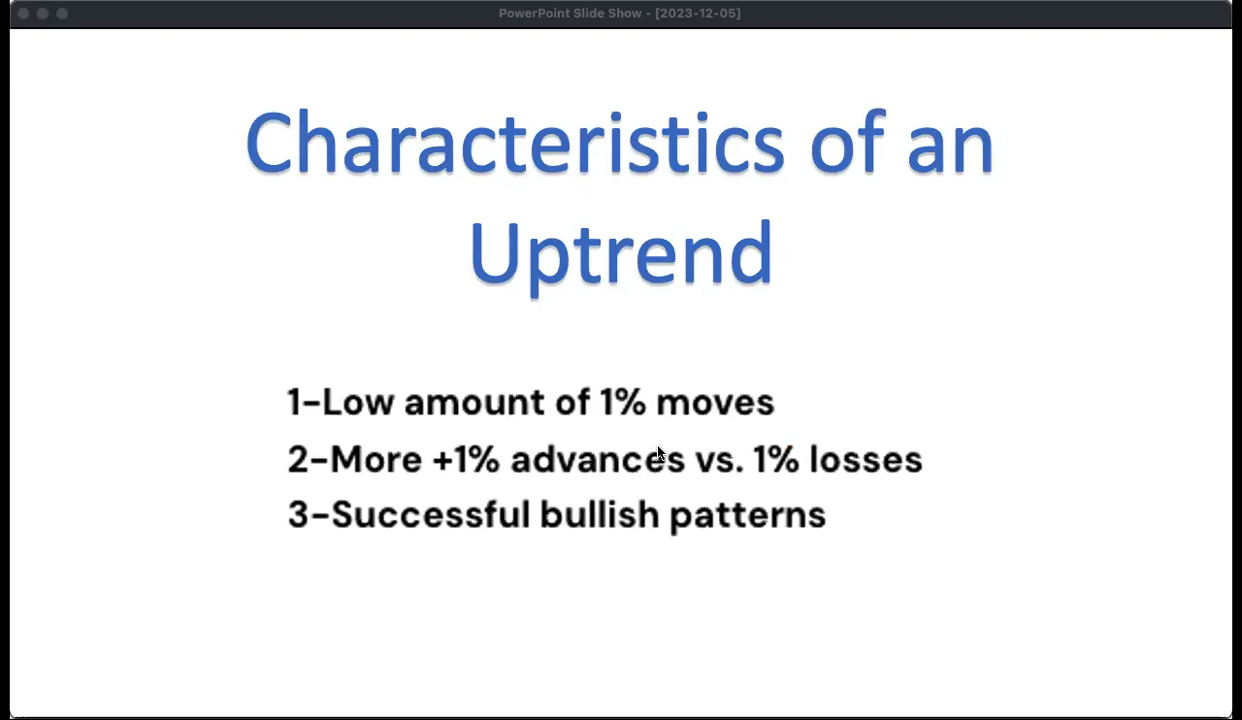 PowerPoint Slide Show - [2023-12-05]
Characteristics of an
Uptrend
1-Low amount of 1% moves
2-More +1% advances vs. 1% losses
3-Successful bullish patterns